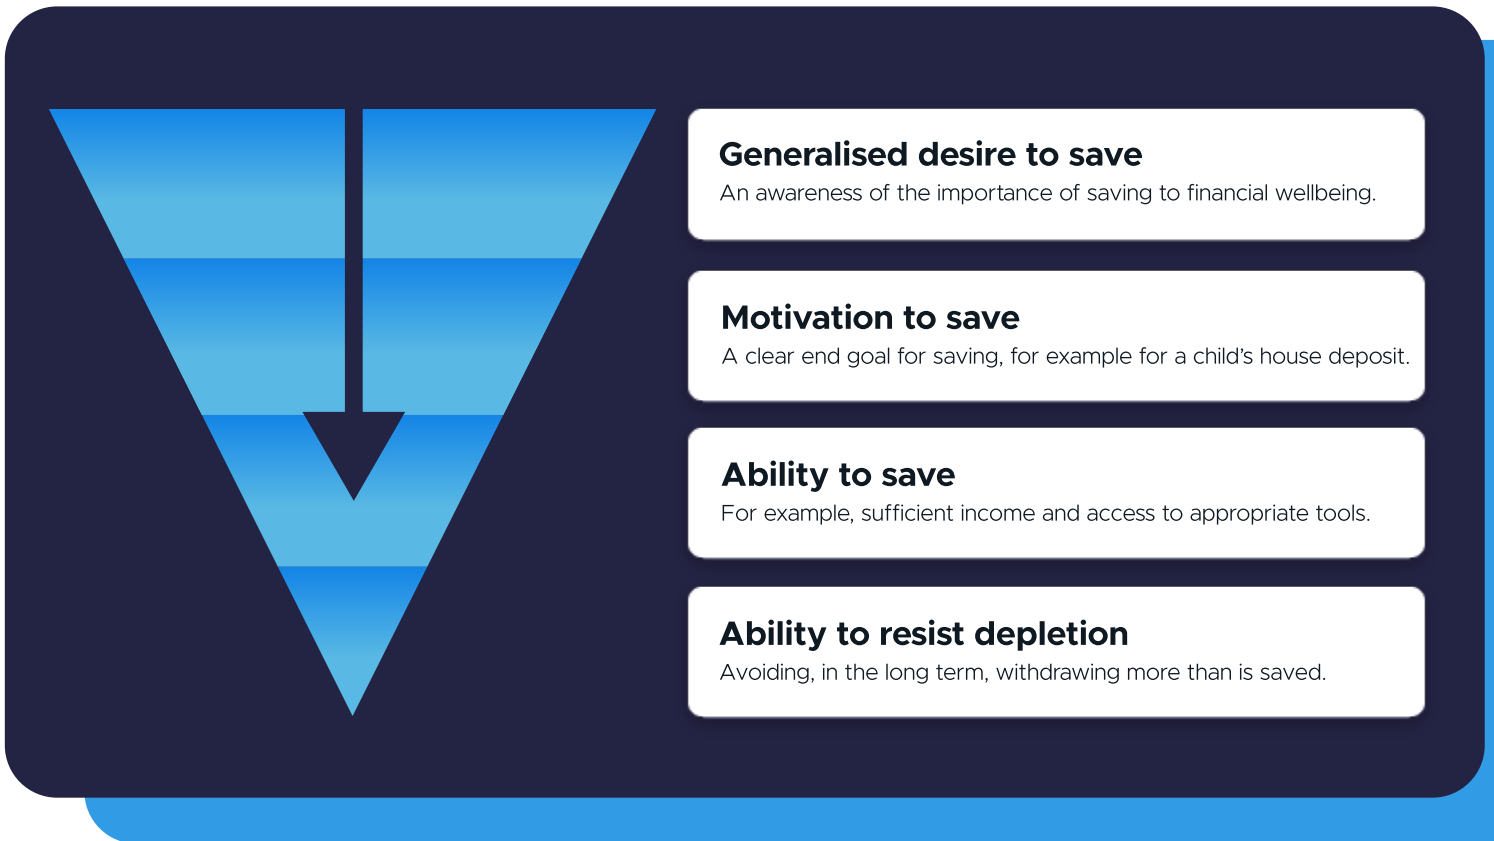 Generalised desire to save
An awareness of the importance of saving to financial wellbeing.
Motivation to save
A clear end goal for saving, for example for a child’s house deposit.
Ability to save
For example, sufficient income and access to appropriate tools.
Ability to resist depletion
Avoiding, in the long term, withdrawing more than is saved.